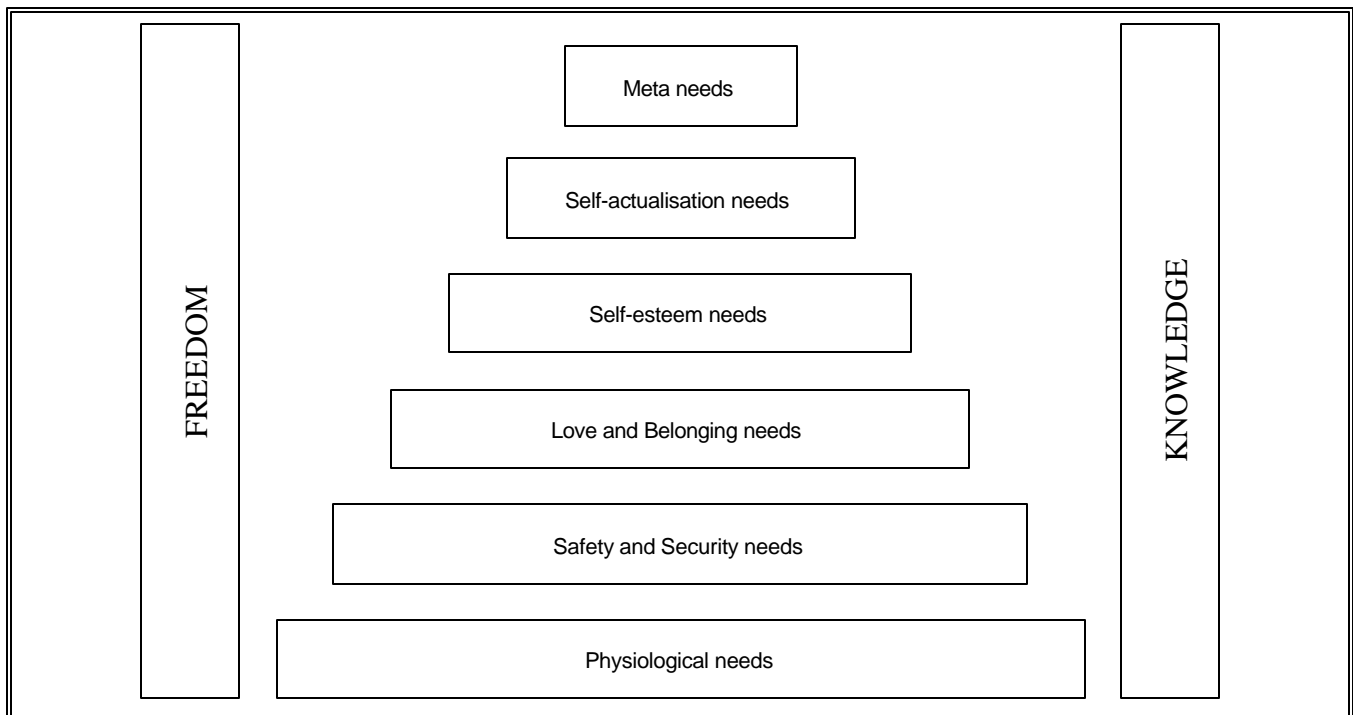 Meta needs
Self-actualisation needs
Self-esteem needs
Love and Belonging needs
Safety and Security needs
Physiological needs
FREEDOM
KNOWLEDGE